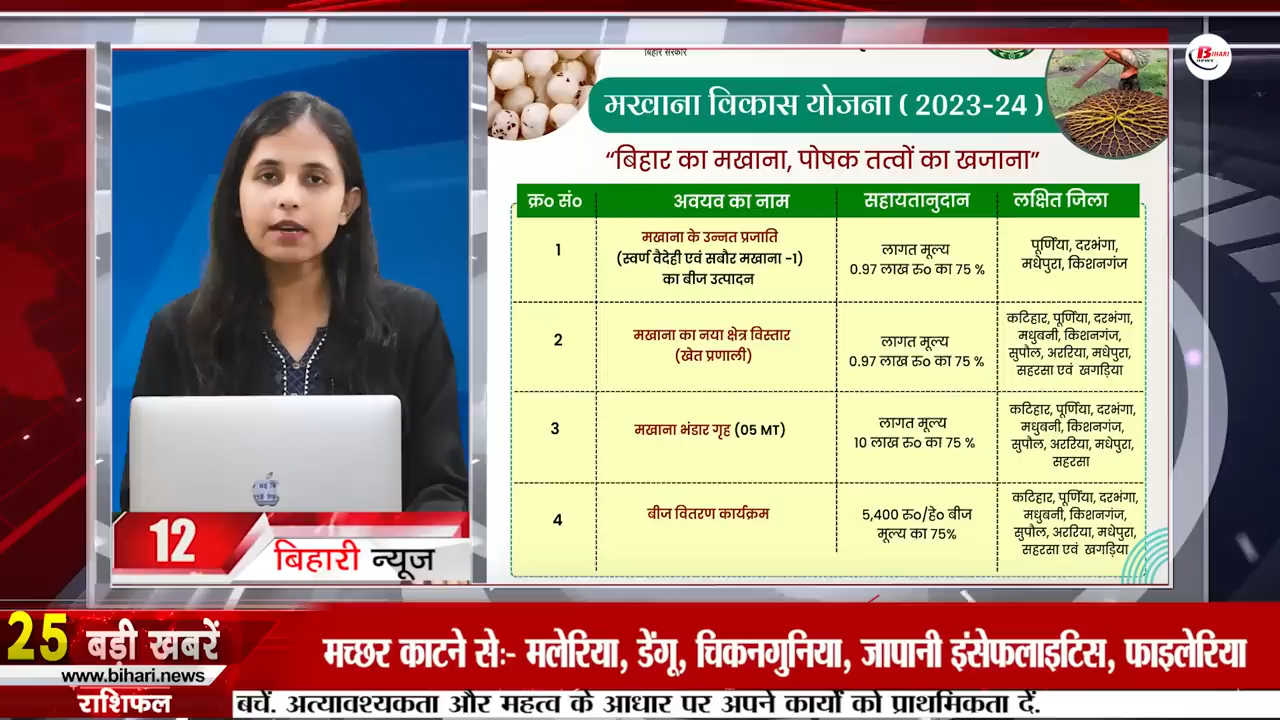 बिहार सरकार
BIHARI
news
मखाना विकास योजना ( 2023-24 )
“बिहार का मखाना, पोषक तत्वों का खजाना”
क्र० सं० अवयव का नाम सहायतानुदान लक्षित जिला
1
मखाना के उन्नत प्रजाति
(स्वर्ण वैदेही एवं सबौर मखाना -1)
का बीज उत्पादन
लागत मूल्य
0.97 लाख रु० का 75 %
पूर्णिया, दरभंगा,
मधेपुरा, किशनगंज
2
मखाना का नया क्षेत्र विस्तार
(खेत प्रणाली)
लागत मूल्य
0.97 लाख रु० का 75 %
कटिहार, पूर्णिया, दरभंगा,
मधुबनी, किशनगंज,
सुपौल, अररिया, मधेपुरा,
सहरसा एवं खगड़िया
3
मखाना भंडार गृह (05 MT)
लागत मूल्य
10 लाख रु० का 75 %
कटिहार, पूर्णिया, दरभंगा,
मधुबनी, किशनगंज,
सुपौल, अररिया, मधेपुरा,
सहरसा
4
बीज वितरण कार्यक्रम
5,400 रु०/हे० बीज
मूल्य का 75%
कटिहार, पूर्णिया, दरभंगा,
मधुबनी, किशनगंज,
सुपौल, अररिया, मधेपुरा,
सहरसा एवं खगड़िया
12
बिहारी न्यूज
25 बड़ी खबरें
www.bihari.news
मच्छर काटने सेः- मलेरिया, डेंगू, चिकनगुनिया, जापानी इंसेफलाइटिस, फाइलेरिया
राशिफल
बचें. अत्यावश्यकता और महत्व के आधार पर अपने कार्यों को प्राथमिकता दें.